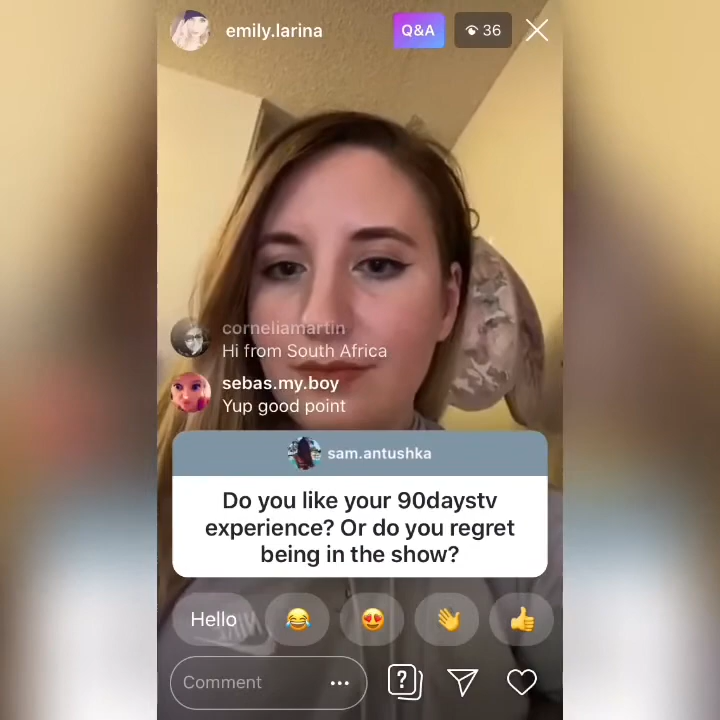 emily.larina
Q&A
36
corneliamartin
Hi from South Africa
sebas.my.boy
Yup good point
sam.antushka
Do you like your 90daystv
experience? Or do you regret
being in the show?
Hello
Comment